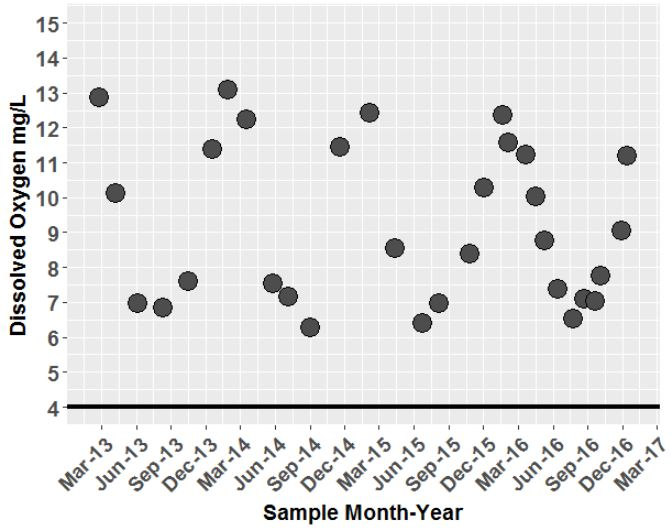 Dissolved Oxygen mg/L
15
14
13
12
11
10
9
8
7
6
5
4
Mar-13
Jun-13
Sep-13
Dec-13
Mar-14
Jun-14
Sep-14
Dec-14
Mar-15
Jun-15
Sep-15
Dec-15
Mar-16
Jun-16
Sep-16
Dec-16
Mar-17
Sample Month-Year